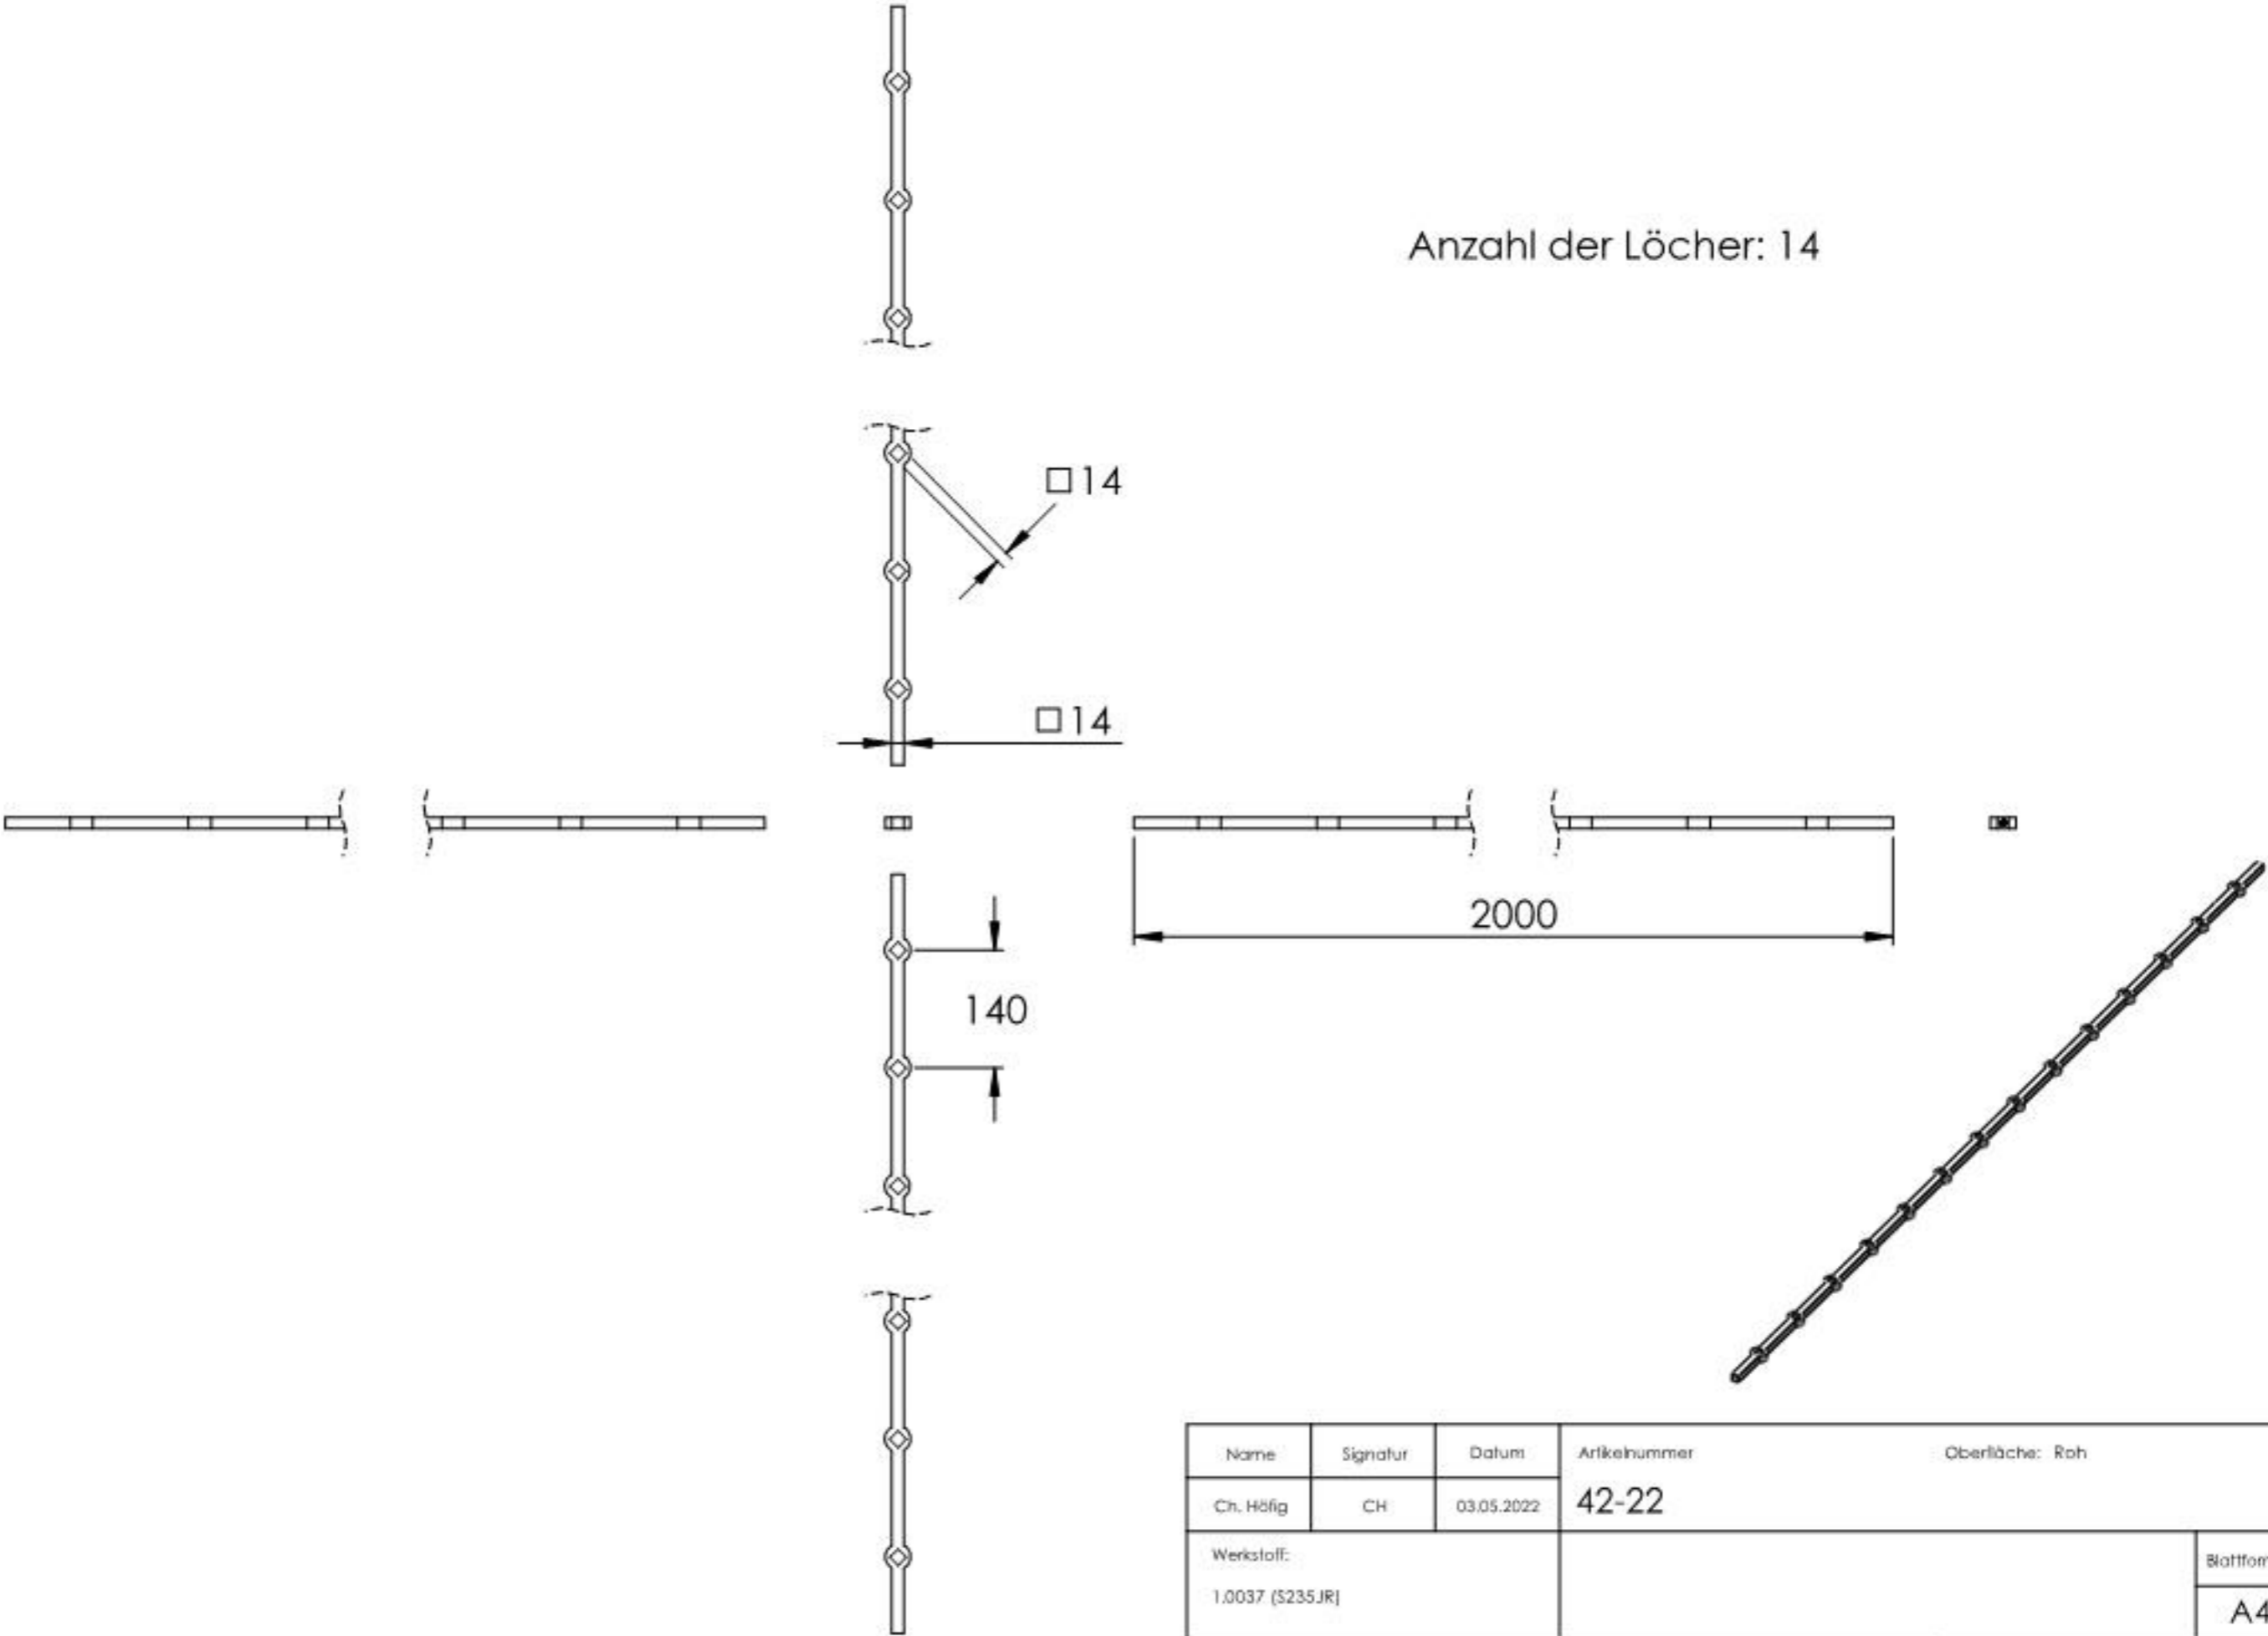 Anzahl der Löcher: 14
□14
□14
2000
140
Name Signatur Datum Artikelnummer Oberfläche: Roh
Ch. Höfig CH 03.05.2022 42-22
Werkstoff:
1.0037 (S235JR)
A4